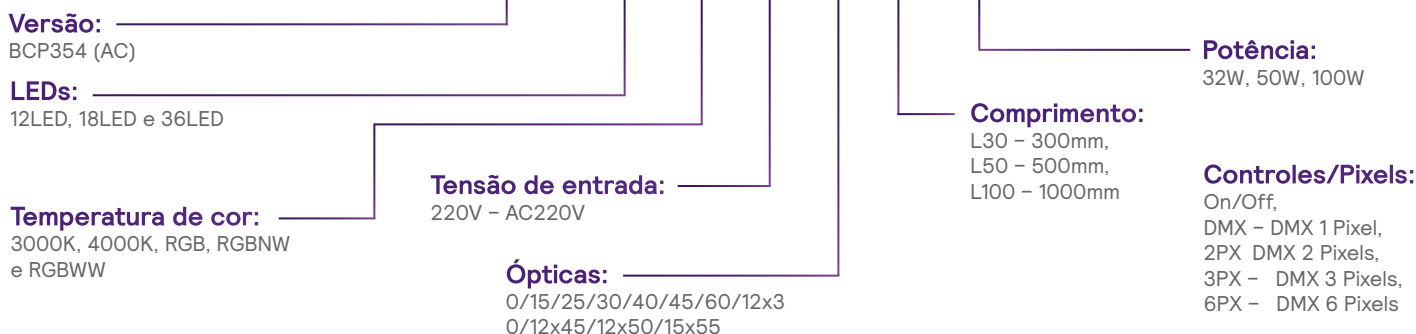 Versão:
BCP354 (AC)
LEDs:
12LED, 18LED e 36LED
Temperatura de cor:
3000K, 4000K, RGB, RGBNW
e RGBWW
Tensão de entrada:
220V – AC220V
Ópticas:
0/15/25/30/40/45/60/12x3
0/12x45/12x50/15x55
Comprimento:
L30 – 300mm,
L50 – 500mm,
L100 – 1000mm
Potência:
32W, 50W, 100W
Controles/Pixels:
On/Off,
DMX – DMX 1 Pixel,
2PX DMX 2 Pixels,
3PX – DMX 3 Pixels,
6PX – DMX 6 Pixels